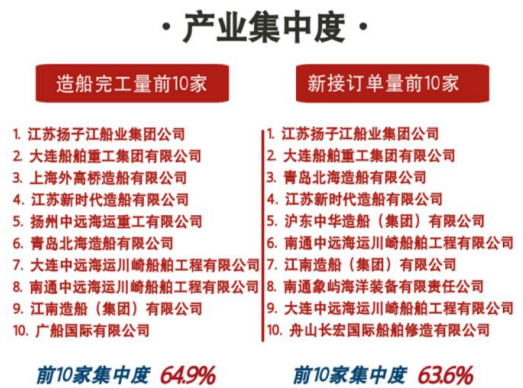 ·产业集中度·
造船完工量前10家
1. 江苏扬子江船业集团公司
2. 大连船舶重工集团有限公司
3. 上海外高桥造船有限公司
4. 江苏新时代造船有限公司
5. 扬州中远海运重工有限公司
6. 青岛北海造船有限公司
7. 大连中远海运川崎船舶工程有限公司
8. 南通中远海运川崎船舶工程有限公司
9. 江南造船（集团）有限公司
10. 广船国际有限公司
前10家集中度 64.9%
新接订单量前10家
1. 江苏扬子江船业集团公司
2. 大连船舶重工集团有限公司
3. 青岛北海造船有限公司
4. 江苏新时代造船有限公司
5. 沪东中华造船（集团）有限公司
6. 南通中远海运川崎船舶工程有限公司
7. 江南造船（集团）有限公司
8. 南通象屿海洋装备有限责任公司
9. 大连中远海运川崎船舶工程有限公司
10. 舟山长宏国际船舶修造有限公司
前10家集中度 63.6%